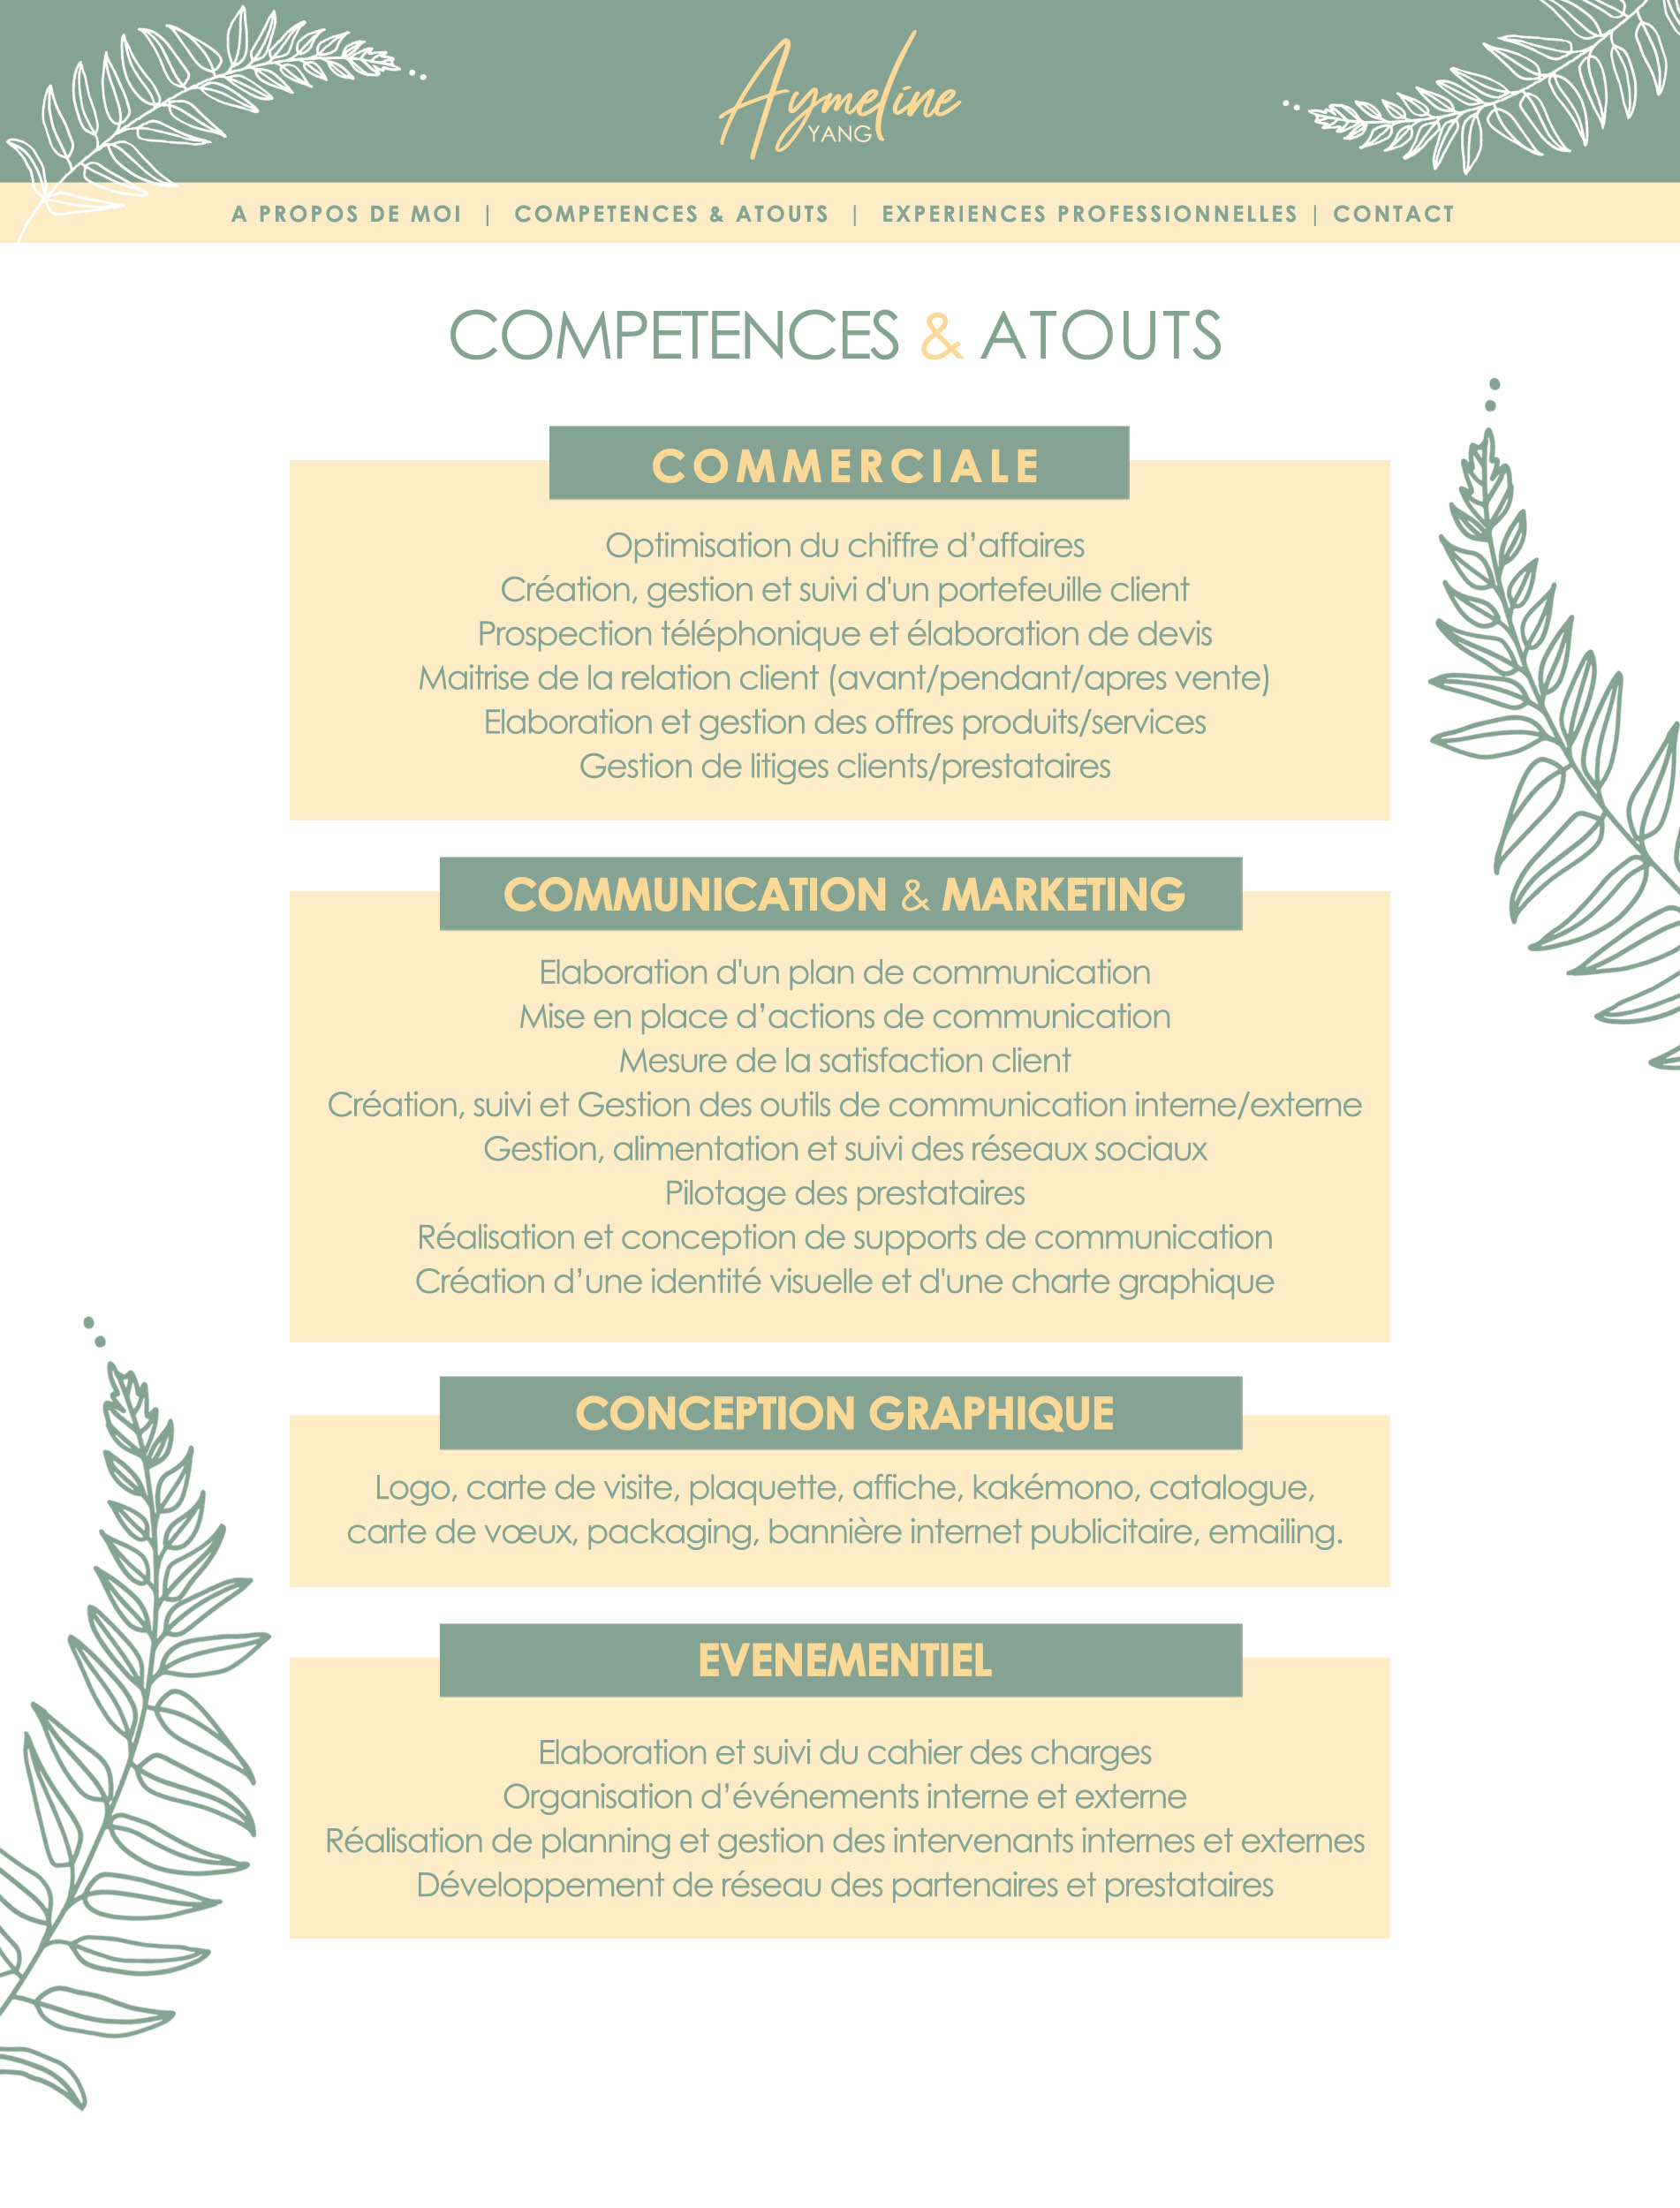 Aymeline
YANG
A PROPOS DE MOI | COMPETENCES & ATOUTS | EXPERIENCES PROFESSIONNELLES | CONTACT
COMPETENCES & ATOUTS
COMMERCIALE
Optimisation du chiffre d’affaires
Création, gestion et suivi d'un portefeuille client
Prospection téléphonique et élaboration de devis
Maitrise de la relation client (avant/pendant/apres vente)
Elaboration et gestion des offres produits/services
Gestion de litiges clients/prestataires
COMMUNICATION & MARKETING
Elaboration d'un plan de communication
Mise en place d’actions de communication
Mesure de la satisfaction client
Création, suivi et Gestion des outils de communication interne/externe
Gestion, alimentation et suivi des réseaux sociaux
Pilotage des prestataires
Réalisation et conception de supports de communication
Création d’une identité visuelle et d'une charte graphique
CONCEPTION GRAPHIQUE
Logo, carte de visite, plaquette, affiche, kakémono, catalogue,
carte de vœux, packaging, bannière internet publicitaire, emailing.
EVENEMENTIEL
Elaboration et suivi du cahier des charges
Organisation d’événements interne et externe
Réalisation de planning et gestion des intervenants internes et externes
Développement de réseau des partenaires et prestataires